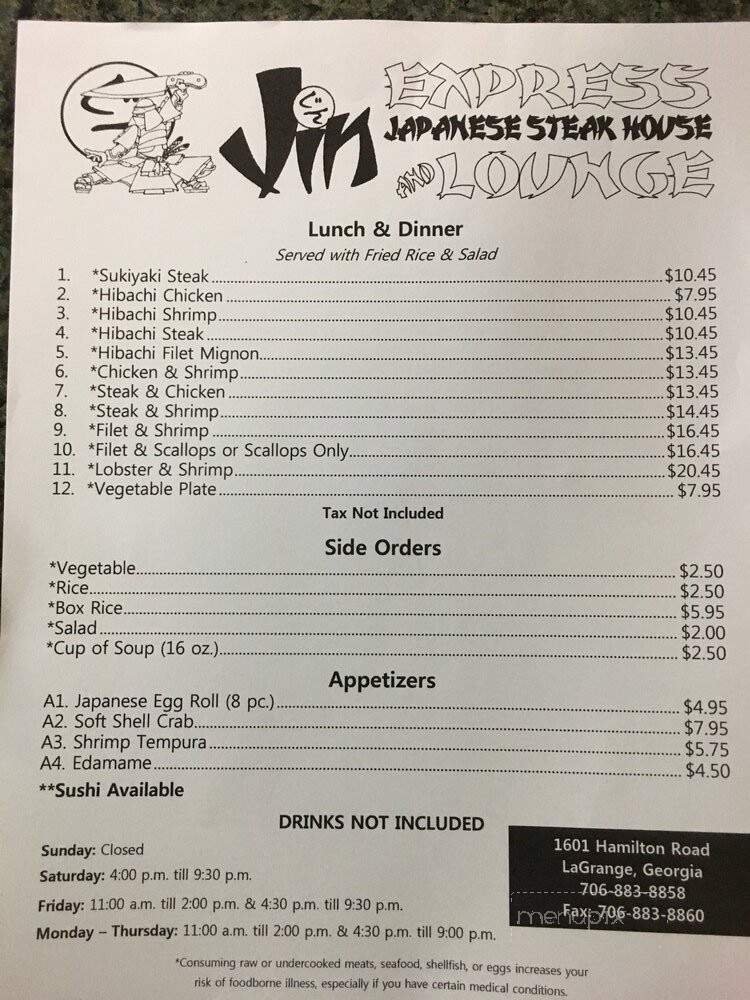 じん
Jin
EXPRESS
JAPANESE STEAK HOUSE
AND LOUNGE
Lunch & Dinner
Served with Fried Rice & Salad
1. *Sukiyaki Steak $10.45
2. *Hibachi Chicken $7.95
3. *Hibachi Shrimp $10.45
4. *Hibachi Steak $10.45
5. *Hibachi Filet Mignon $13.45
6. *Chicken & Shrimp $13.45
7. *Steak & Chicken $13.45
8. *Steak & Shrimp $14.45
9. *Filet & Shrimp $16.45
10. *Filet & Scallops or Scallops Only $16.45
11. *Lobster & Shrimp $20.45
12. *Vegetable Plate $7.95
Tax Not Included
Side Orders
*Vegetable $2.50
*Rice $2.50
*Box Rice $5.95
*Salad $2.00
*Cup of Soup (16 oz.) $2.50
Appetizers
A1. Japanese Egg Roll (8 pc.) $4.95
A2. Soft Shell Crab $7.95
A3. Shrimp Tempura $5.75
A4. Edamame $4.50
**Sushi Available
DRINKS NOT INCLUDED
Sunday: Closed
Saturday: 4:00 p.m. till 9:30 p.m.
Friday: 11:00 a.m. till 2:00 p.m. & 4:30 p.m. till 9:30 p.m.
Monday – Thursday: 11:00 a.m. till 2:00 p.m. & 4:30 p.m. till 9:00 p.m.
1601 Hamilton Road
LaGrange, Georgia
706-883-8858
Fax: 706-883-8860
menupix
*Consuming raw or undercooked meats, seafood, shellfish, or eggs increases your
risk of foodborne illness, especially if you have certain medical conditions.